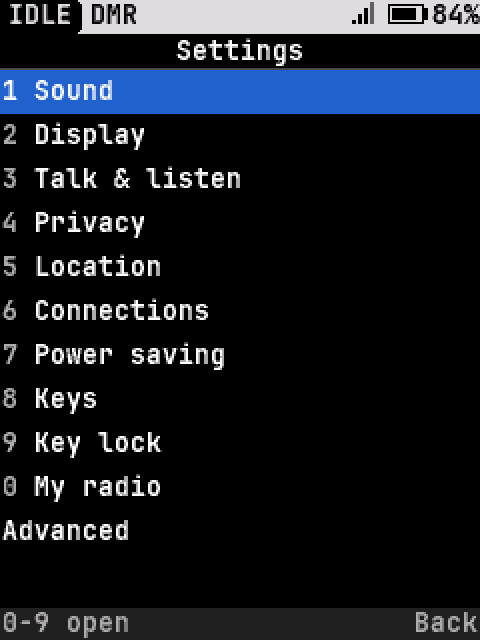 IDLE DMR 84%
Settings
1 Sound
2 Display
3 Talk & listen
4 Privacy
5 Location
6 Connections
7 Power saving
8 Keys
9 Key lock
0 My radio
Advanced
0-9 open Back